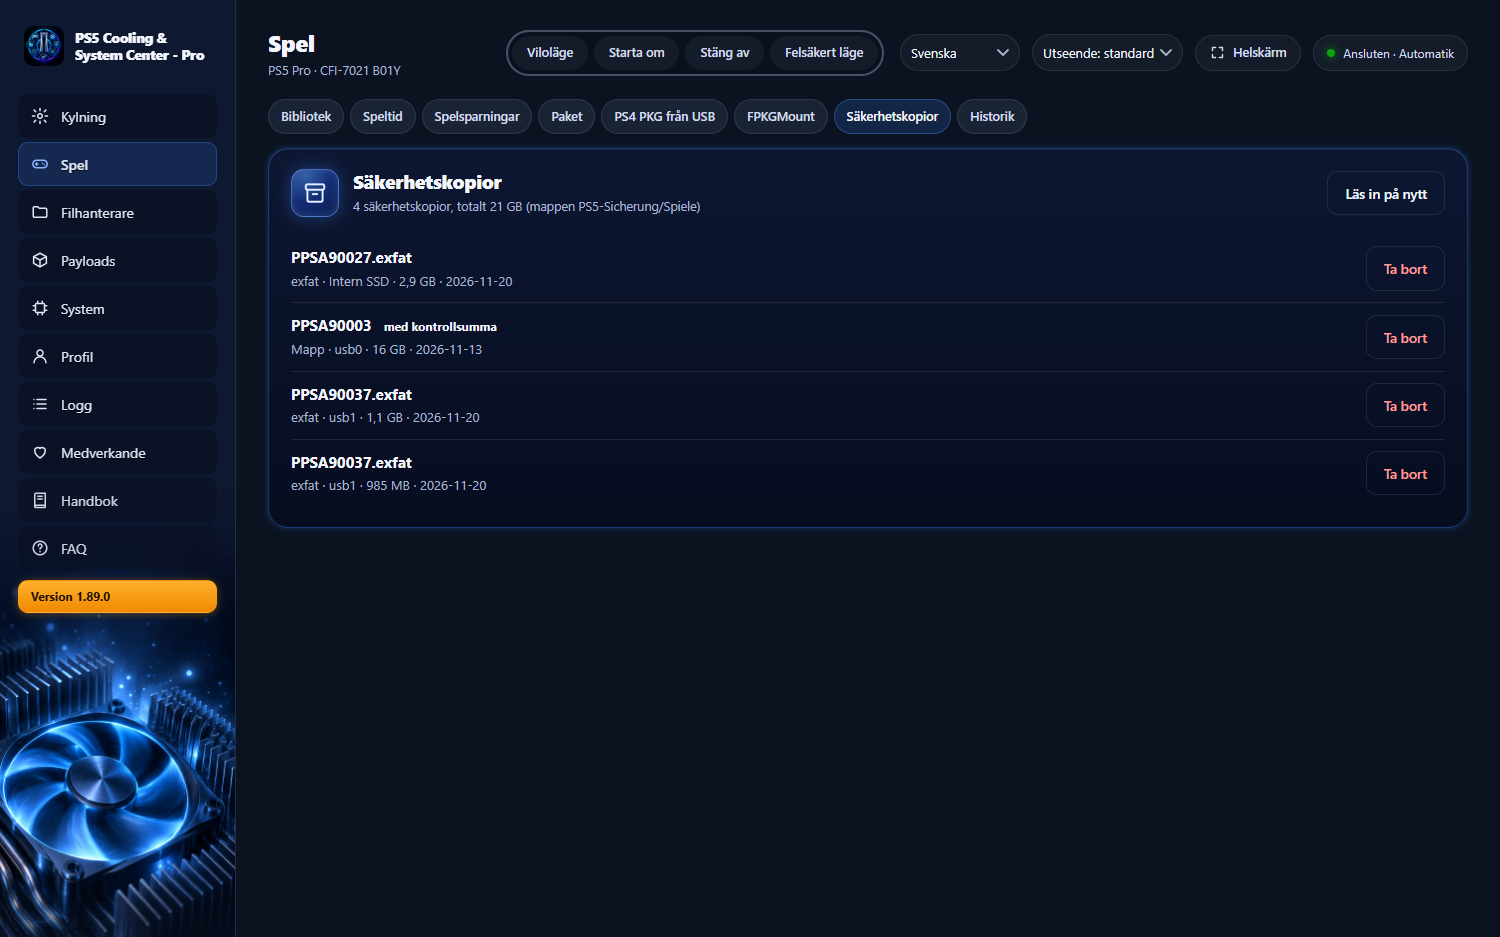 PS5 Cooling &
System Center - Pro
Kylning
Spel
Filhanterare
Payloads
System
Profil
Logg
Medverkande
Handbok
FAQ
Version 1.89.0
Spel
PS5 Pro · CFI-7021 B01Y
Viloläge
Starta om
Stäng av
Felsäkert läge
Svenska
Utseende: standard
Helskärm
Ansluten · Automatik
Bibliotek
Speltid
Spelsparningar
Paket
PS4 PKG från USB
FPKGMount
Säkerhetskopior
Historik
Säkerhetskopior
4 säkerhetskopior, totalt 21 GB (mappen PS5-Sicherung/Spiele)
Läs in på nytt
PPSA90027.exfat
exfat · Intern SSD · 2,9 GB · 2026-11-20
Ta bort
PPSA90003 med kontrollsumma
Mapp · usb0 · 16 GB · 2026-11-13
Ta bort
PPSA90037.exfat
exfat · usb1 · 1,1 GB · 2026-11-20
Ta bort
PPSA90037.exfat
exfat · usb1 · 985 MB · 2026-11-20
Ta bort